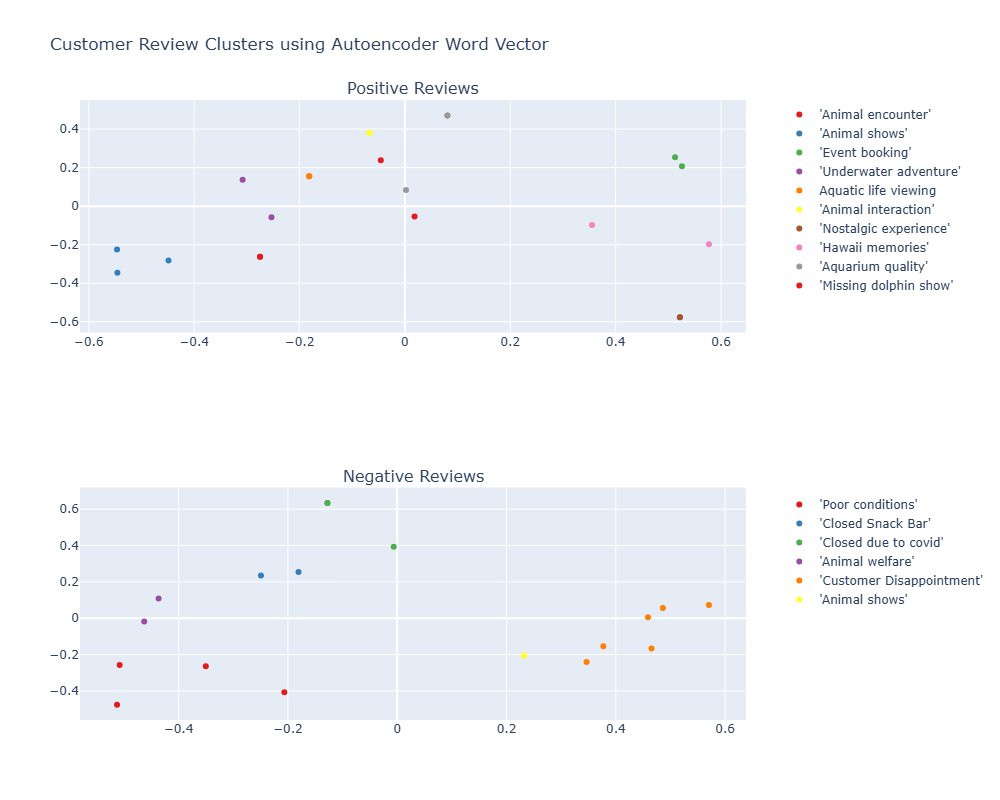 Customer Review Clusters using Autoencoder Word Vector
Positive Reviews
0.4
0.2
0
−0.2
−0.4
−0.6
−0.6
−0.4
−0.2
0
0.2
0.4
0.6
'Animal encounter'
'Animal shows'
'Event booking'
'Underwater adventure'
Aquatic life viewing
'Animal interaction'
'Nostalgic experience'
'Hawaii memories'
'Aquarium quality'
'Missing dolphin show'
Negative Reviews
0.6
0.4
0.2
0
−0.2
−0.4
−0.4
−0.2
0
0.2
0.4
0.6
'Poor conditions'
'Closed Snack Bar'
'Closed due to covid'
'Animal welfare'
'Customer Disappointment'
'Animal shows'